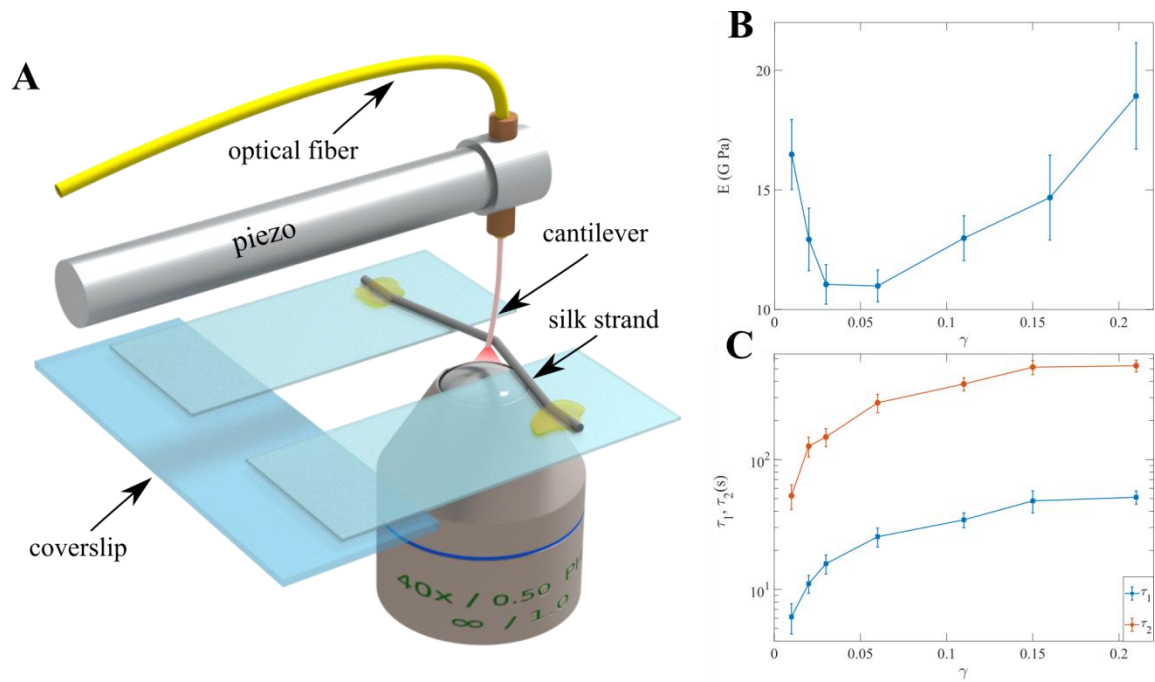 A
optical fiber
piezo
cantilever
silk strand
coverslip
40x / 0.50
∞ / 1.0
B
E (G Pa)
20
15
10
0
0.05
0.1
0.15
0.2
γ
C
τ₁, τ₂(s)
10²
10¹
0
0.05
0.1
0.15
0.2
γ
τ₁
τ₂